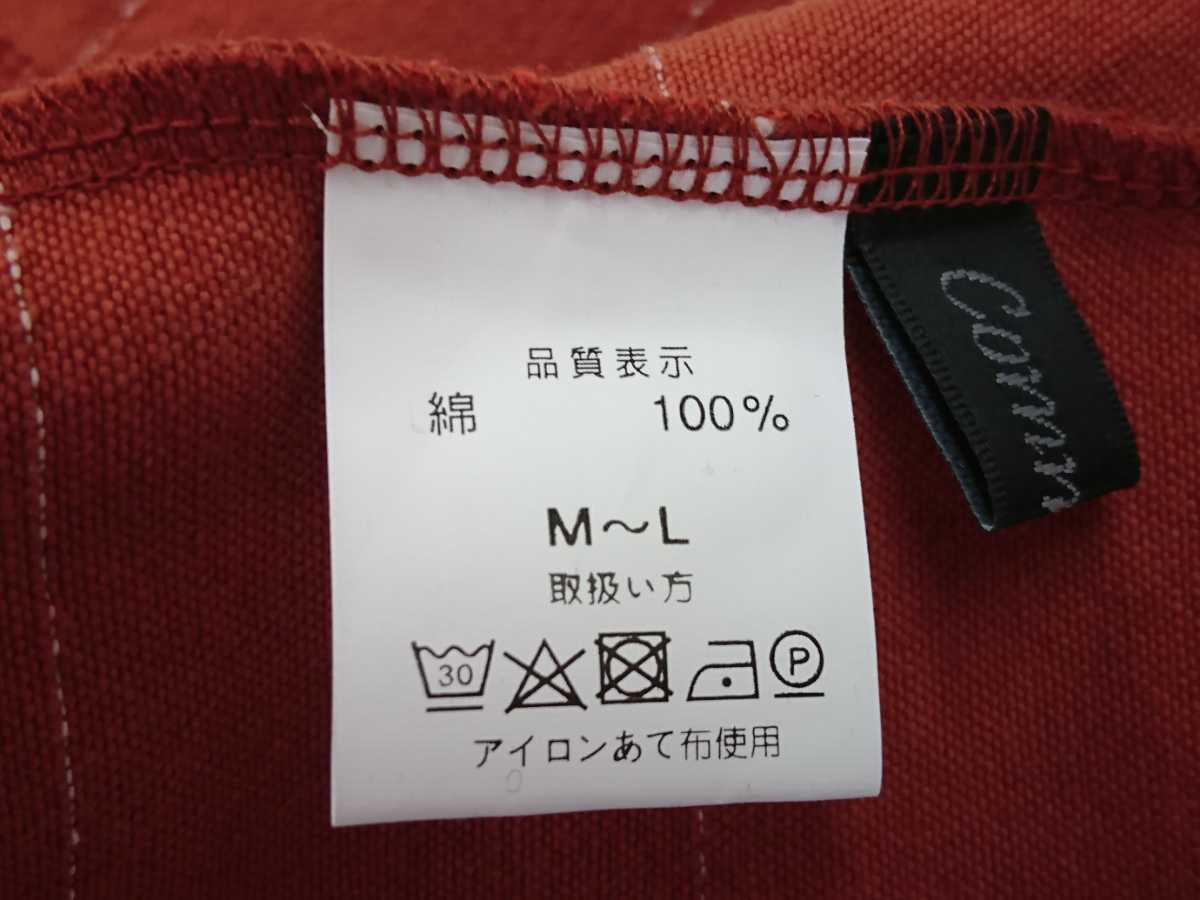 品質表示
綿 100%
M～L
取扱い方
30
P
アイロンあて布使用